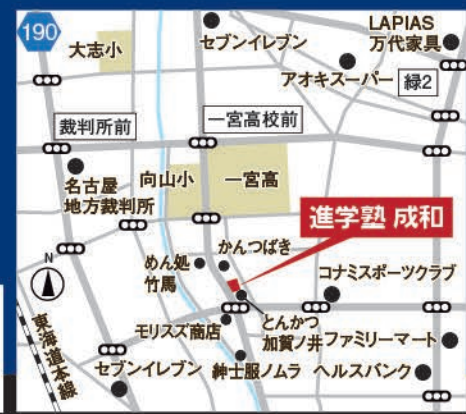 190
大志小
セブンイレブン
LAPIAS
万代家具
アオキスーパー
緑2
裁判所前
一宮高校前
名古屋
地方裁判所
向山小
一宮高
進学塾 成和
めん処
竹馬
かんつばき
コナミスポーツクラブ
N
とんかつ
加賀ノ井
モリスズ商店
ファミリーマート
東海道本線
セブンイレブン
紳士服ノムラ
ヘルスバンク